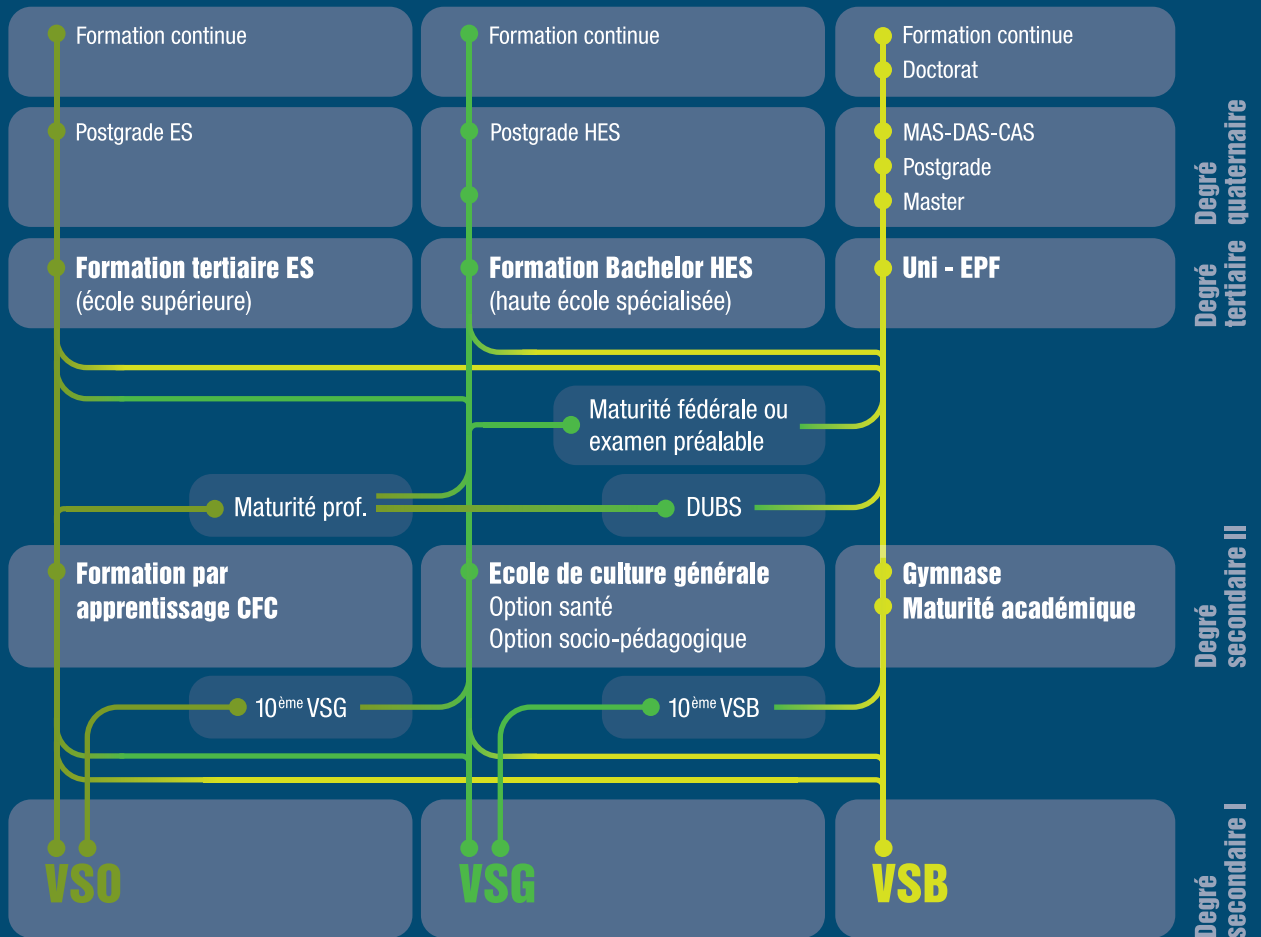 Formation continue
Formation continue
Formation continue
Doctorat
Postgrade ES
Postgrade HES
MAS-DAS-CAS
Postgrade
Master
Degré
quaternaire
Formation tertiaire ES
(école supérieure)
Formation Bachelor HES
(haute école spécialisée)
Uni - EPF
Degré
tertiaire
Maturité fédérale ou
examen préalable
Maturité prof.
DUBS
Formation par
apprentissage CFC
Ecole de culture générale
Option santé
Option socio-pédagogique
Gymnase
Maturité académique
Degré
secondaire II
10ème VSG
10ème VSB
VSO
VSG
VSB
Degré
secondaire I